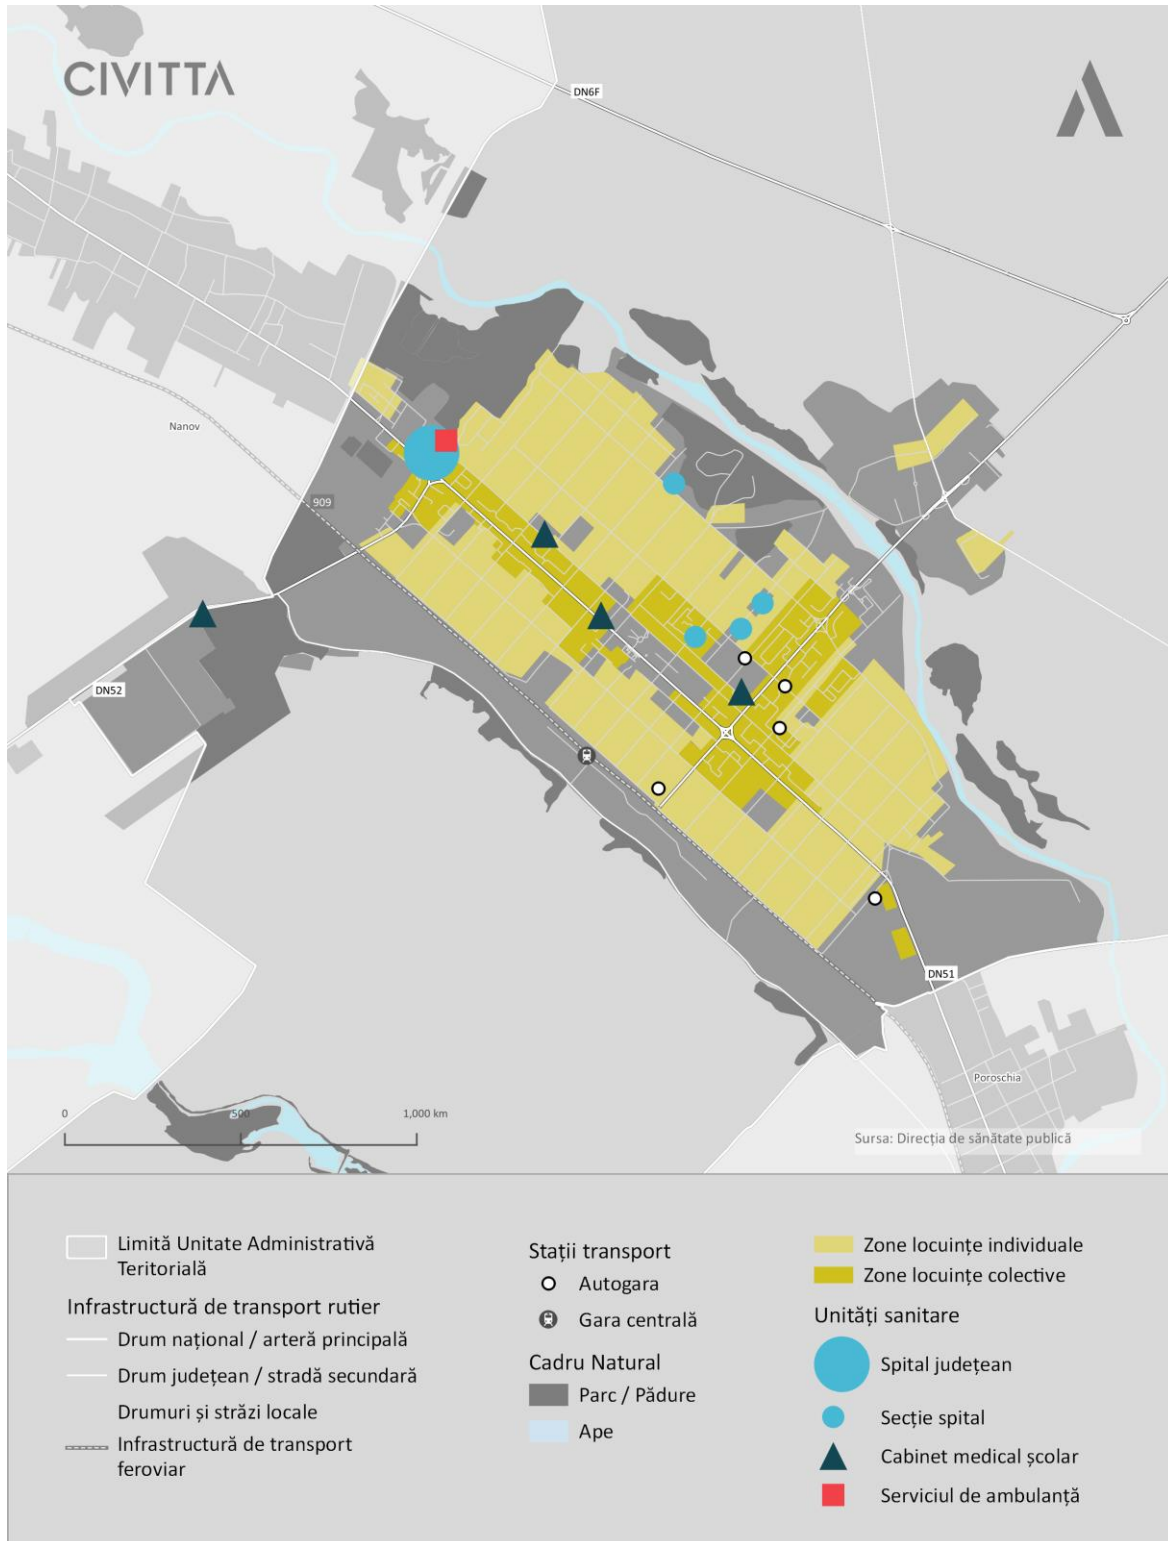 CIVITTA
DN6F
Nanov
909
DN52
DN51
Poroschia
0
500
1,000 km
Sursa: Direcția de sănătate publică
Limită Unitate Administrativă
Teritorială
Infrastructură de transport rutier
Drum național / arteră principală
Drum județean / stradă secundară
Drumuri și străzi locale
Infrastructură de transport
feroviar
Stații transport
Autogara
Gara centrală
Cadru Natural
Parc / Pădure
Ape
Zone locuințe individuale
Zone locuințe colective
Unități sanitare
Spital județean
Secție spital
Cabinet medical școlar
Serviciul de ambulanță